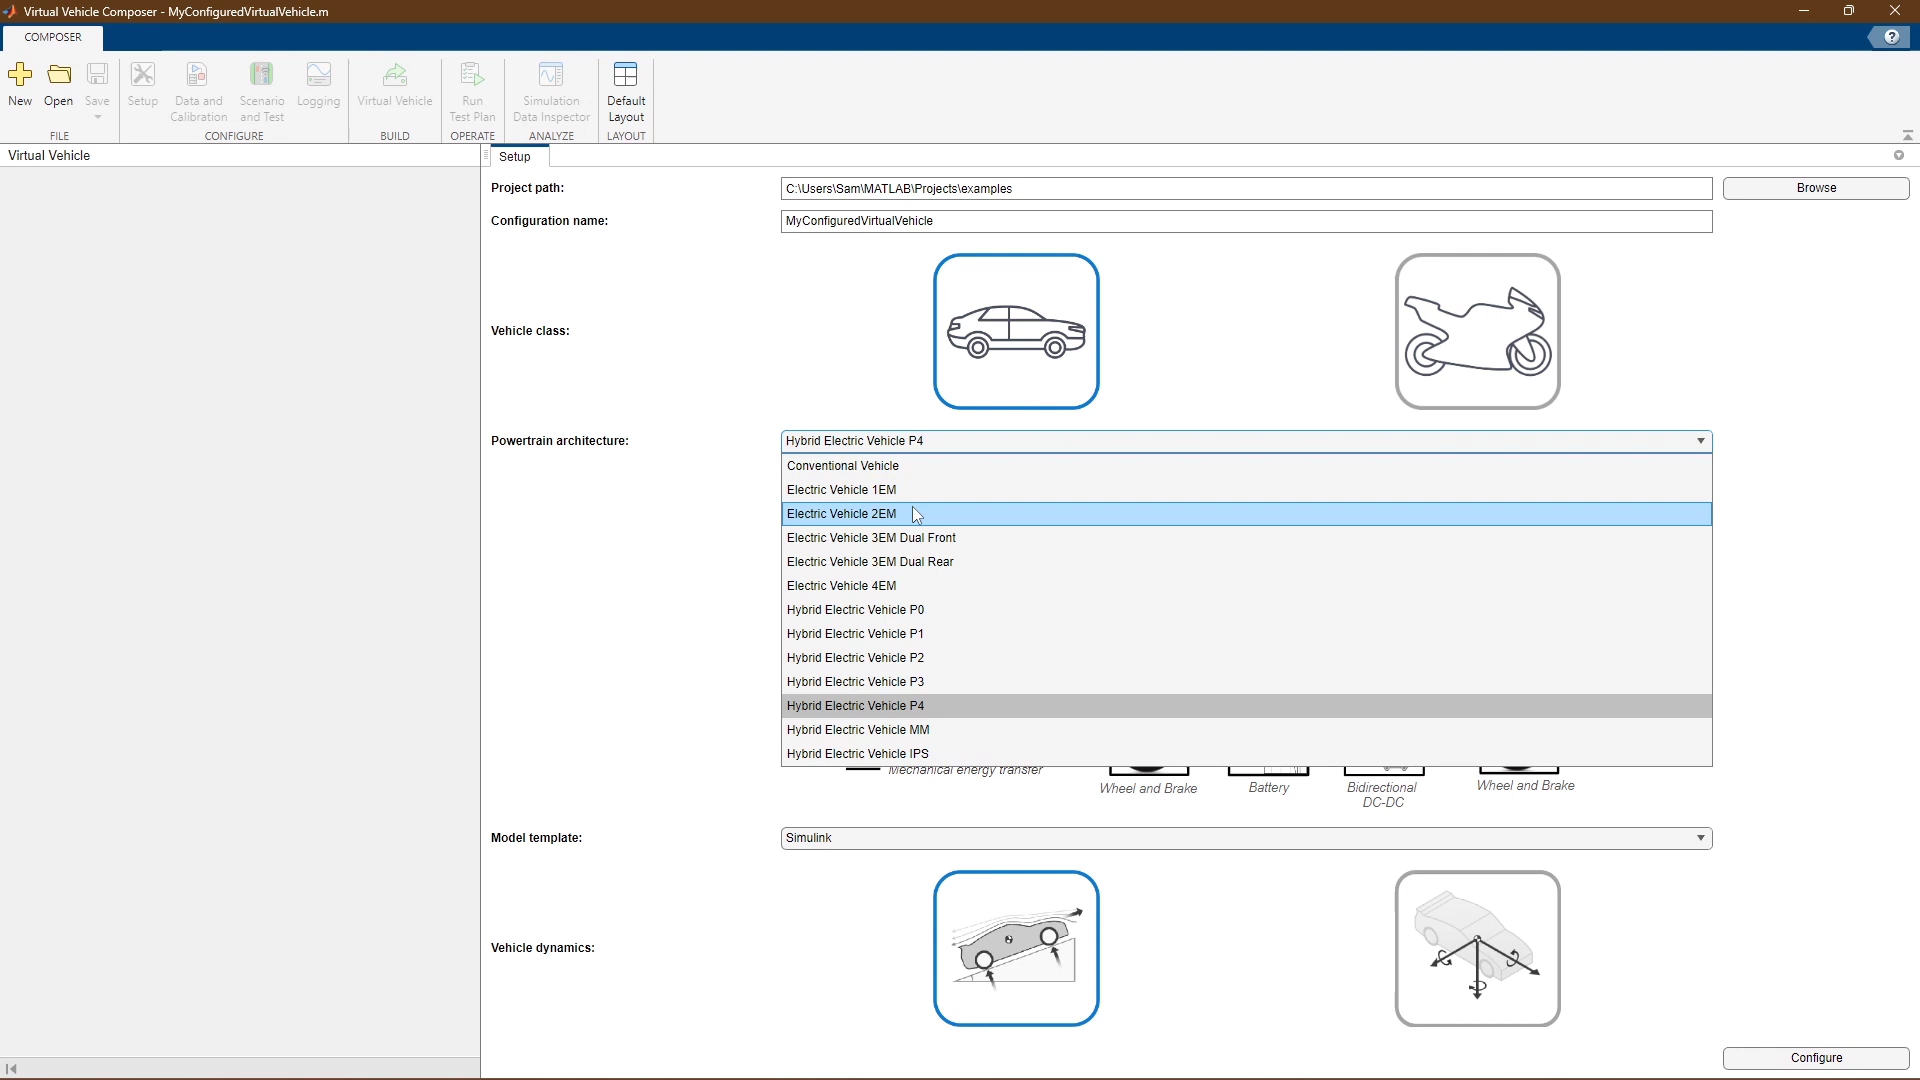 Virtual Vehicle Composer - MyConfiguredVirtualVehicle.m
COMPOSER
New
Open
Save
FILE
Setup
Data and
Calibration
Scenario
and Test
Logging
CONFIGURE
Virtual Vehicle
BUILD
Run
Test Plan
OPERATE
Simulation
Data Inspector
ANALYZE
Default
Layout
LAYOUT
Virtual Vehicle
Setup
Project path:
C:\Users\Sam\MATLAB\Projects\examples
Browse
Configuration name:
MyConfiguredVirtualVehicle
Vehicle class:
Powertrain architecture:
Hybrid Electric Vehicle P4
Conventional Vehicle
Electric Vehicle 1EM
Electric Vehicle 2EM
Electric Vehicle 3EM Dual Front
Electric Vehicle 3EM Dual Rear
Electric Vehicle 4EM
Hybrid Electric Vehicle P0
Hybrid Electric Vehicle P1
Hybrid Electric Vehicle P2
Hybrid Electric Vehicle P3
Hybrid Electric Vehicle P4
Hybrid Electric Vehicle MM
Hybrid Electric Vehicle IPS
Mechanical energy transfer
Wheel and Brake
Battery
Bidirectional
DC-DC
Wheel and Brake
Model template:
Simulink
Vehicle dynamics:
Configure